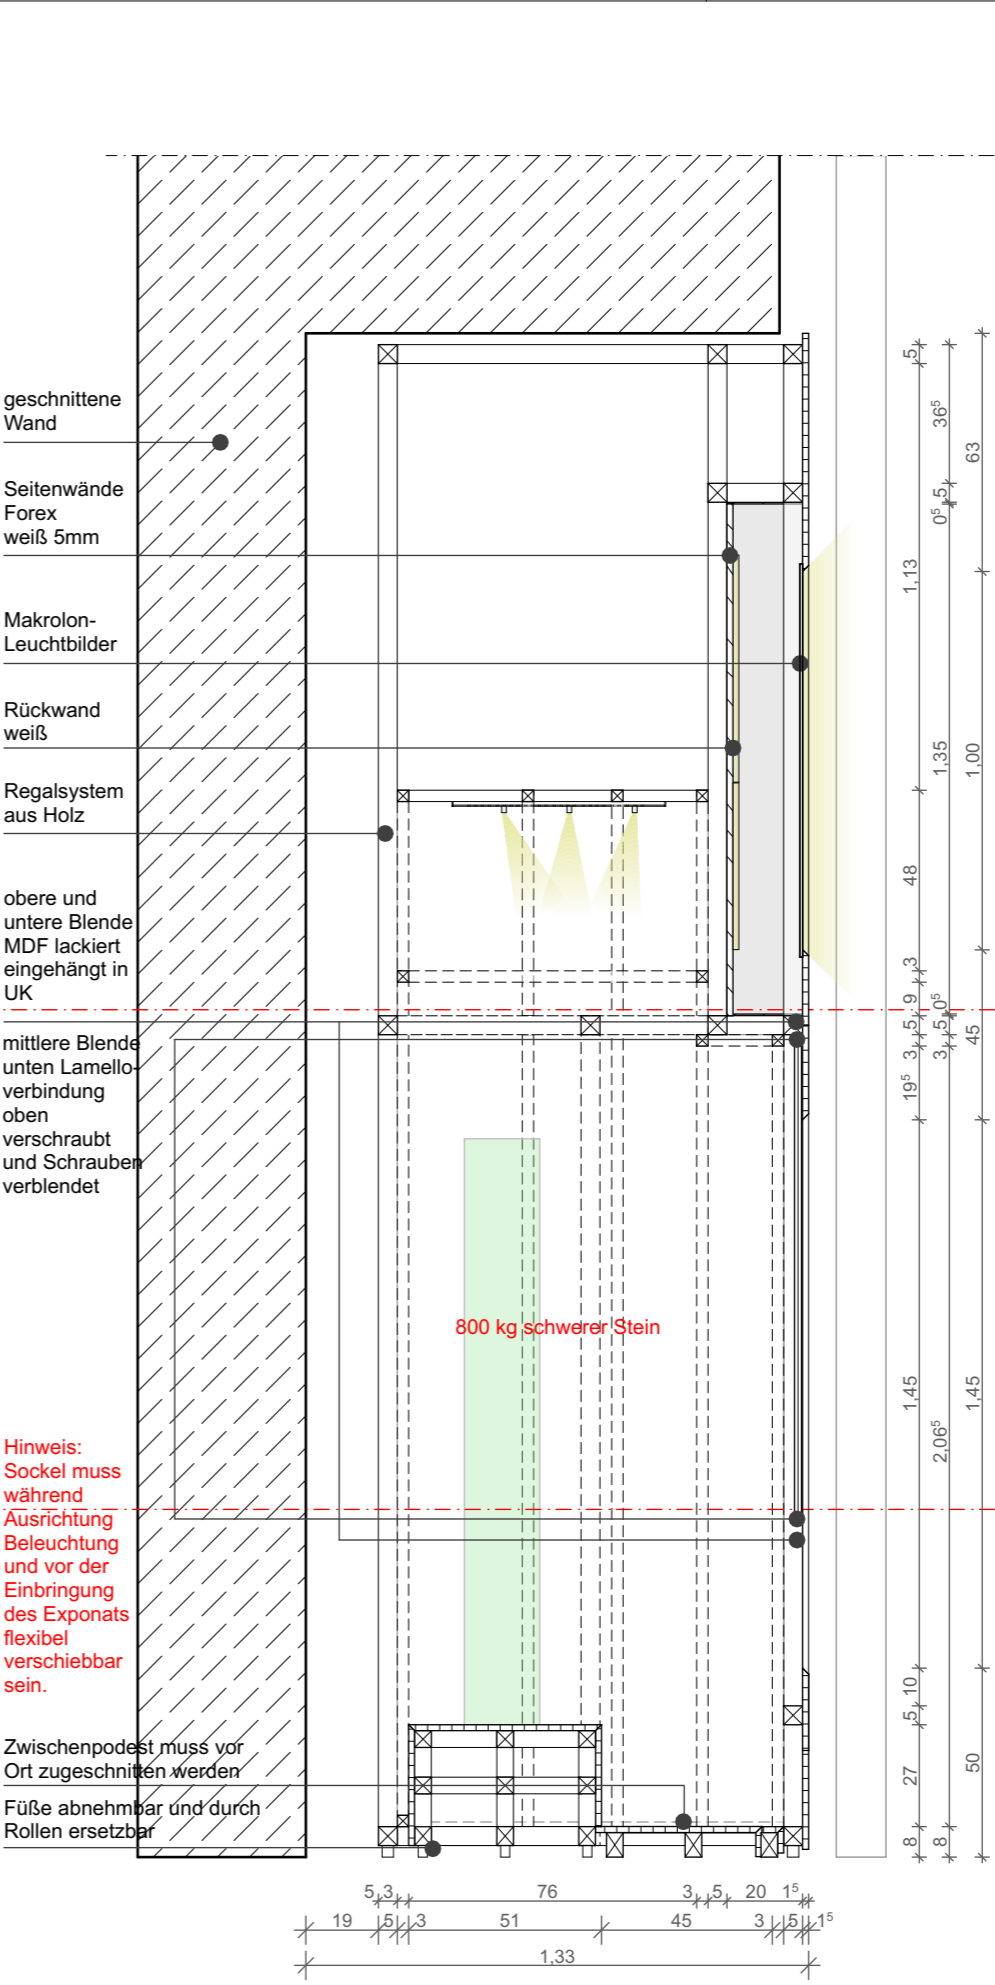 geschnittene
Wand
Seitenwände
Forex
weiß 5mm
Makrolon-
Leuchtbilder
Rückwand
weiß
Regalsystem
aus Holz
obere und
untere Blende
MDF lackiert
eingehängt in
UK
mittlere Blende
unten Lamello-
verbindung
oben
verschraubt
und Schrauben
verblendet
800 kg schwerer Stein
Hinweis:
Sockel muss
während
Ausrichtung
Beleuchtung
und vor der
Einbringung
des Exponats
flexibel
verschiebbar
sein.
Zwischenpodest muss vor
Ort zugeschnitten werden
Füße abnehmbar und durch
Rollen ersetzbar
5 1,13 48 3 9 5 3 19⁵ 1,45 10 5 27 8
36⁵ 5 0⁵ 1,35 0⁵ 5 3 2,06⁵ 8
63 1,00 45 1,45 50
5 3 76 3 5 20 1⁵
19 5 3 51 45 3 5 1⁵
1,33